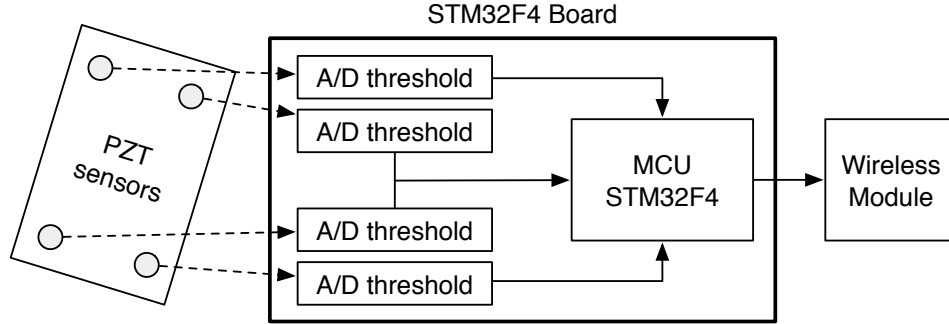 STM32F4 Board
A/D threshold
A/D threshold
PZT
sensors
MCU
STM32F4
Wireless
Module
A/D threshold
A/D threshold